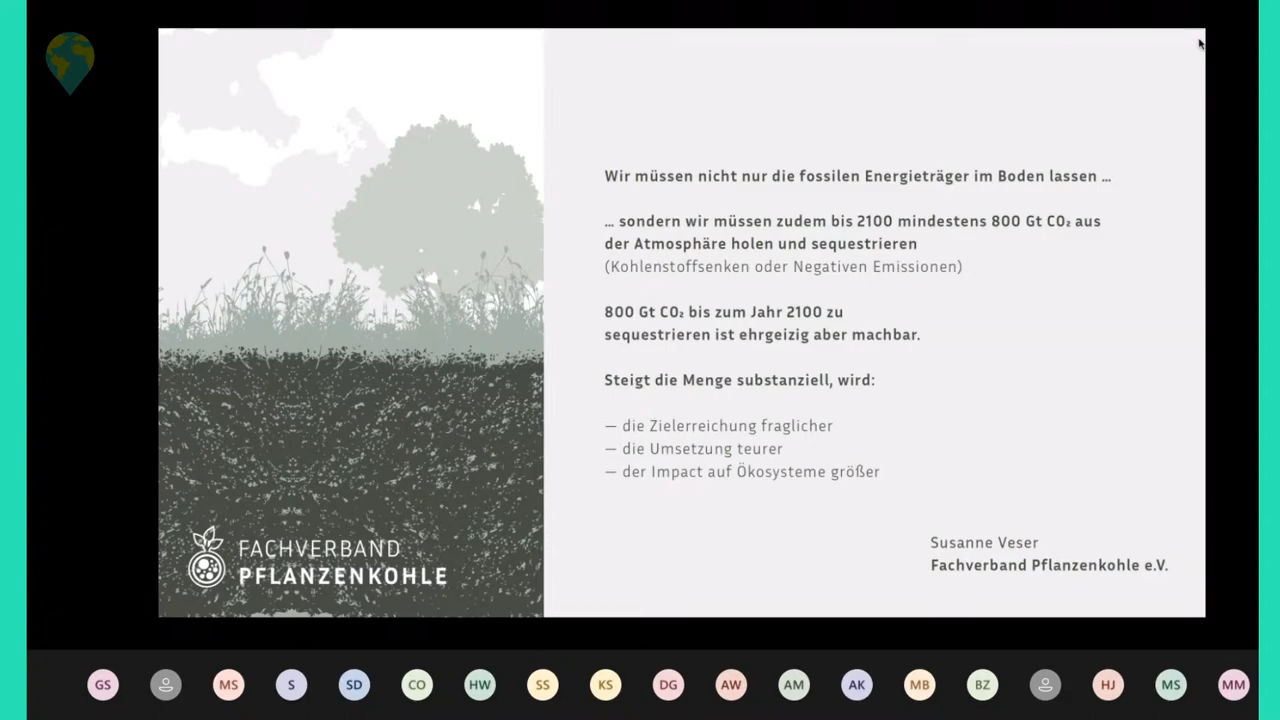 Wir müssen nicht nur die fossilen Energieträger im Boden lassen …
… sondern wir müssen zudem bis 2100 mindestens 800 Gt CO₂ aus
der Atmosphäre holen und sequestrieren
(Kohlenstoffsenken oder Negativen Emissionen)
800 Gt CO₂ bis zum Jahr 2100 zu
sequestrieren ist ehrgeizig aber machbar.
Steigt die Menge substanziell, wird:
— die Zielerreichung fraglicher
— die Umsetzung teurer
— der Impact auf Ökosysteme größer
FACHVERBAND
PFLANZENKOHLE
Susanne Veser
Fachverband Pflanzenkohle e.V.
GS MS S SD CO HW SS KS DG AW AM AK MB BZ HJ MS MM